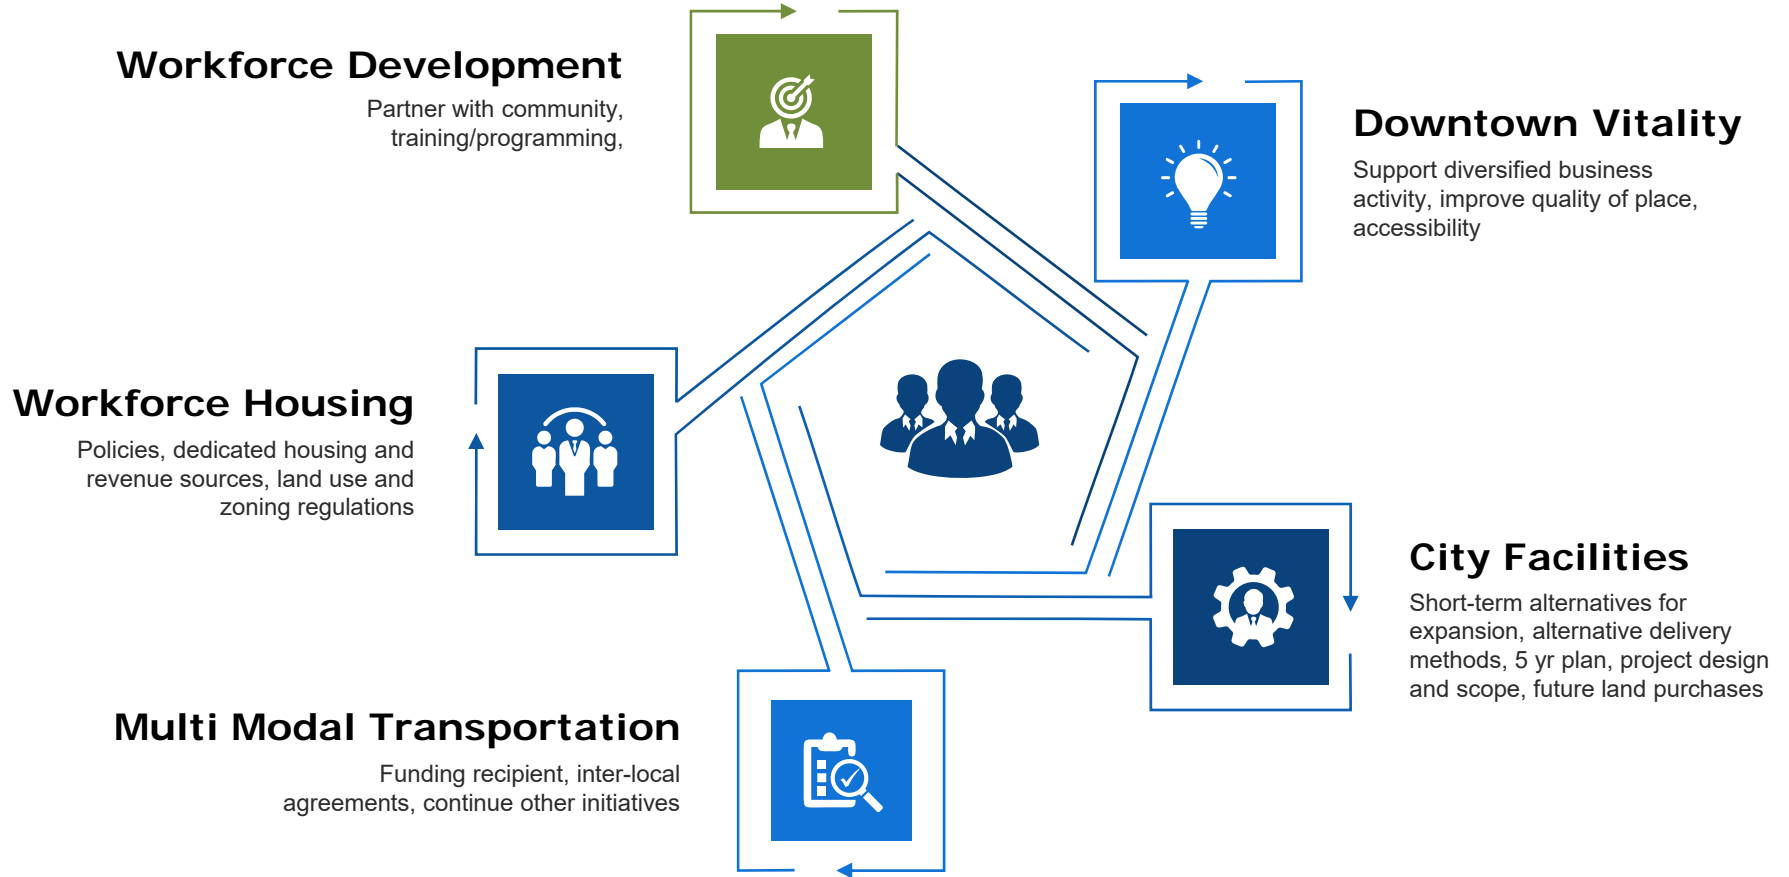 Workforce Development
Partner with community,
training/programming,
Downtown Vitality
Support diversified business
activity, improve quality of place,
accessibility
Workforce Housing
Policies, dedicated housing and
revenue sources, land use and
zoning regulations
City Facilities
Short-term alternatives for
expansion, alternative delivery
methods, 5 yr plan, project design
and scope, future land purchases
Multi Modal Transportation
Funding recipient, inter-local
agreements, continue other initiatives